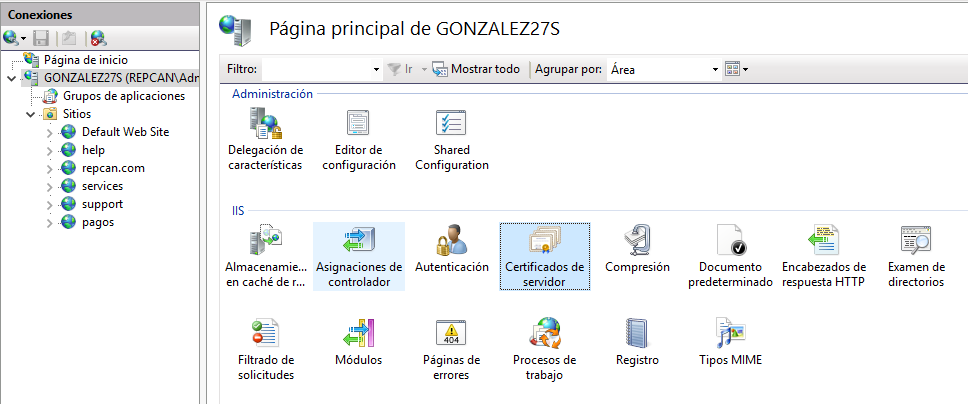 Conexiones
Página de inicio
GONZALEZ27S (REPCAN\Adr
Grupos de aplicaciones
Sitios
Default Web Site
help
repcan.com
services
support
pagos
Página principal de GONZALEZ27S
Filtro:
Ir
Mostrar todo
Agrupar por:
Área
Administración
Delegación de
características
Editor de
configuración
Shared
Configuration
IIS
Almacenamie...
en caché de r...
Asignaciones de
controlador
Autenticación
Certificados de
servidor
Compresión
Documento
predeterminado
Encabezados de
respuesta HTTP
Examen de
directorios
Filtrado de
solicitudes
Módulos
404
Páginas de
errores
Procesos de
trabajo
Registro
Tipos MIME